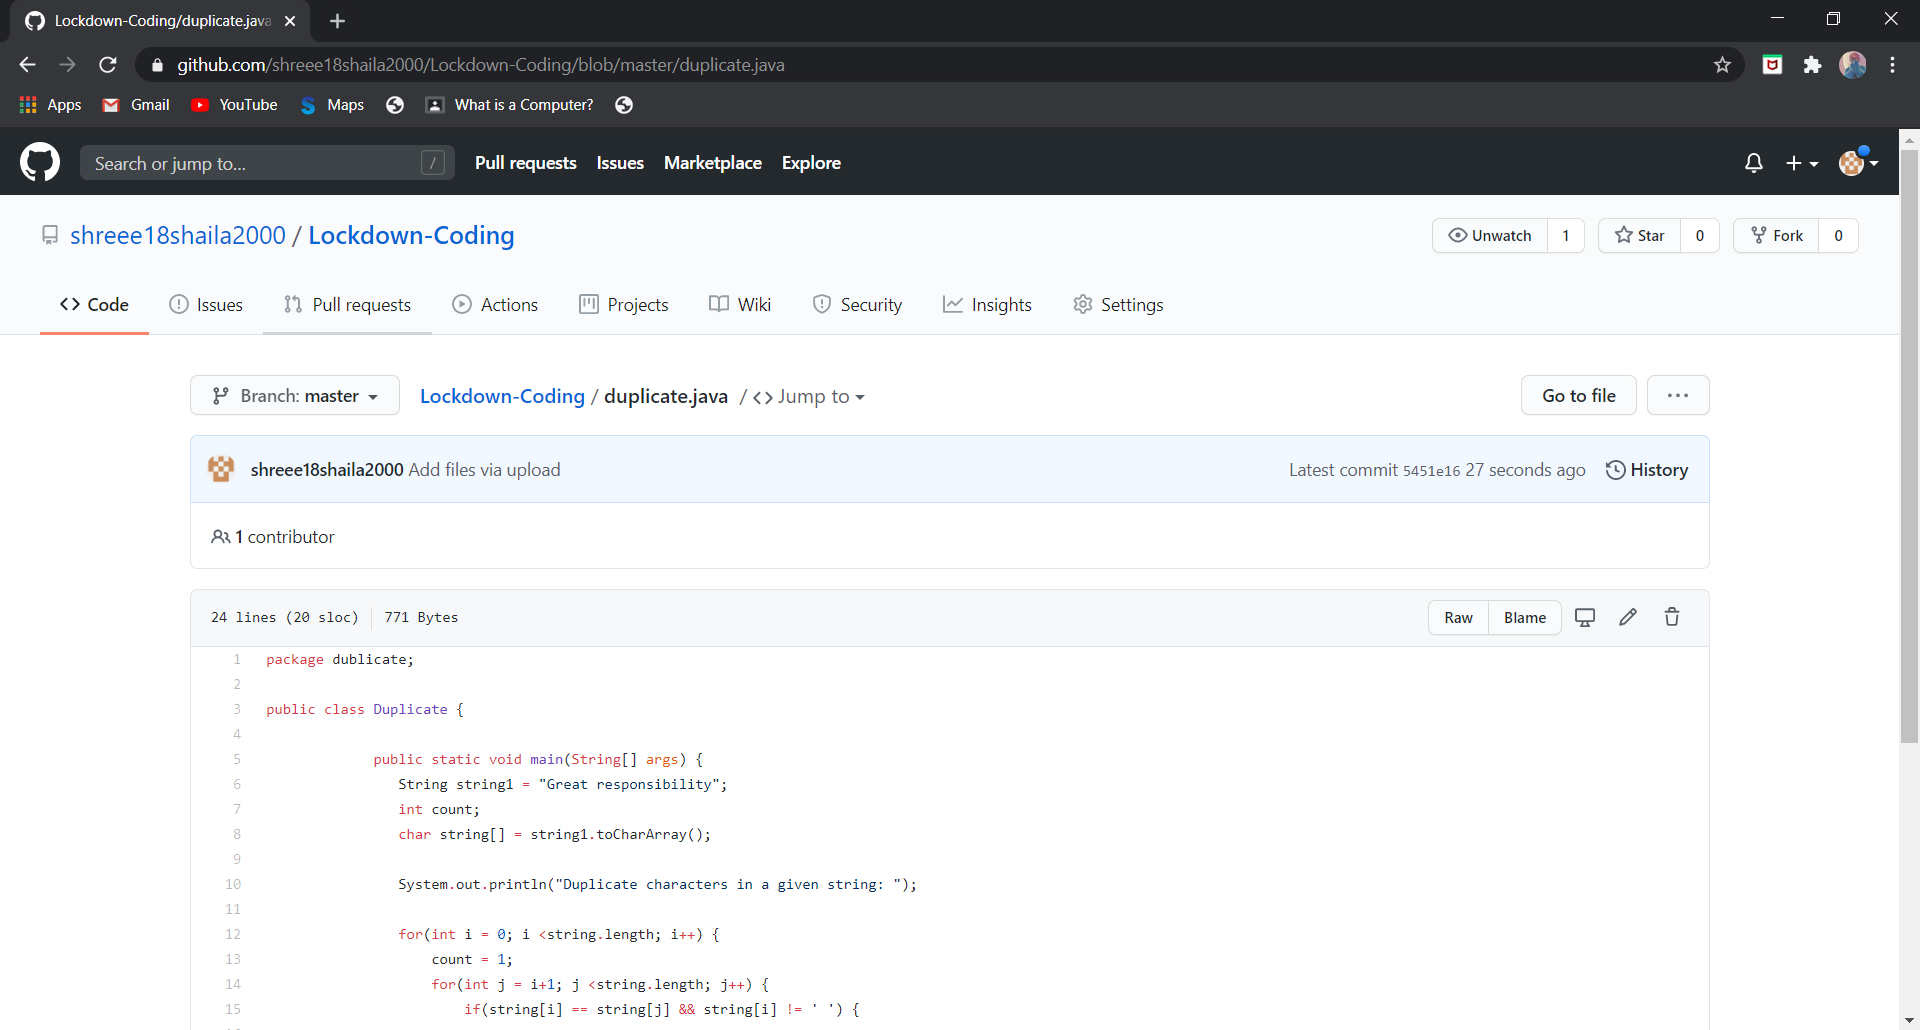 Lockdown-Coding/duplicate.java
github.com/shreee18shaila2000/Lockdown-Coding/blob/master/duplicate.java
Apps Gmail YouTube Maps What is a Computer?
Search or jump to... / Pull requests Issues Marketplace Explore
shreee18shaila2000 / Lockdown-Coding Unwatch 1 Star 0 Fork 0
Code Issues Pull requests Actions Projects Wiki Security Insights Settings
Branch: master Lockdown-Coding / duplicate.java / <> Jump to Go to file ...
shreee18shaila2000 Add files via upload Latest commit 5451e16 27 seconds ago History
1 contributor
24 lines (20 sloc) 771 Bytes Raw Blame
1 package dublicate;
2
3 public class Duplicate {
4
5 public static void main(String[] args) {
6 String string1 = "Great responsibility";
7 int count;
8 char string[] = string1.toCharArray();
9
10 System.out.println("Duplicate characters in a given string: ");
11
12 for(int i = 0; i <string.length; i++) {
13 count = 1;
14 for(int j = i+1; j <string.length; j++) {
15 if(string[i] == string[j] && string[i] != ' ') {